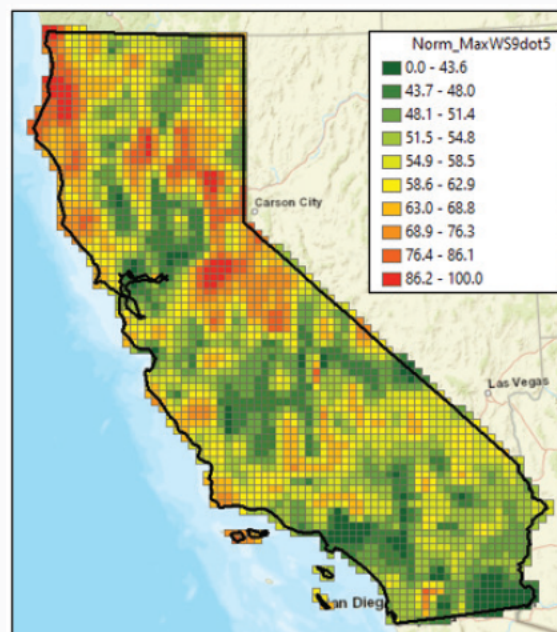 Norm_MaxWS9dot5
0.0 - 43.6
43.7 - 48.0
48.1 - 51.4
51.5 - 54.8
54.9 - 58.5
58.6 - 62.9
63.0 - 68.8
68.9 - 76.3
76.4 - 86.1
86.2 - 100.0
Carson City
Las Vegas
an Dieg